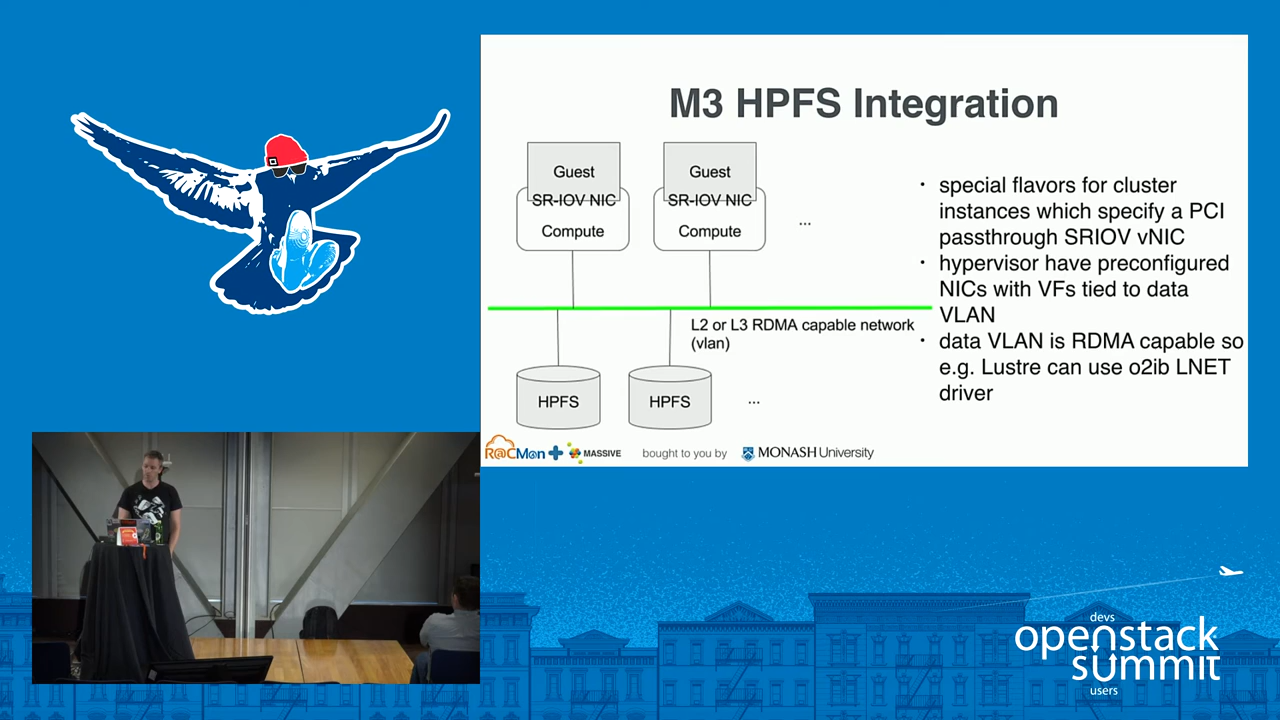 M3 HPFS Integration
Guest
SR-IOV NIC
Compute
Guest
SR-IOV NIC
Compute
...
L2 or L3 RDMA capable network
(vlan)
HPFS
HPFS
...
· special flavors for cluster
instances which specify a PCI
passthrough SRIOV vNIC
· hypervisor have preconfigured
NICs with VFs tied to data
VLAN
· data VLAN is RDMA capable so
e.g. Lustre can use o2ib LNET
driver
R@CMon
MASSIVE
bought to you by
MONASH University
devs
openstack
summit
users